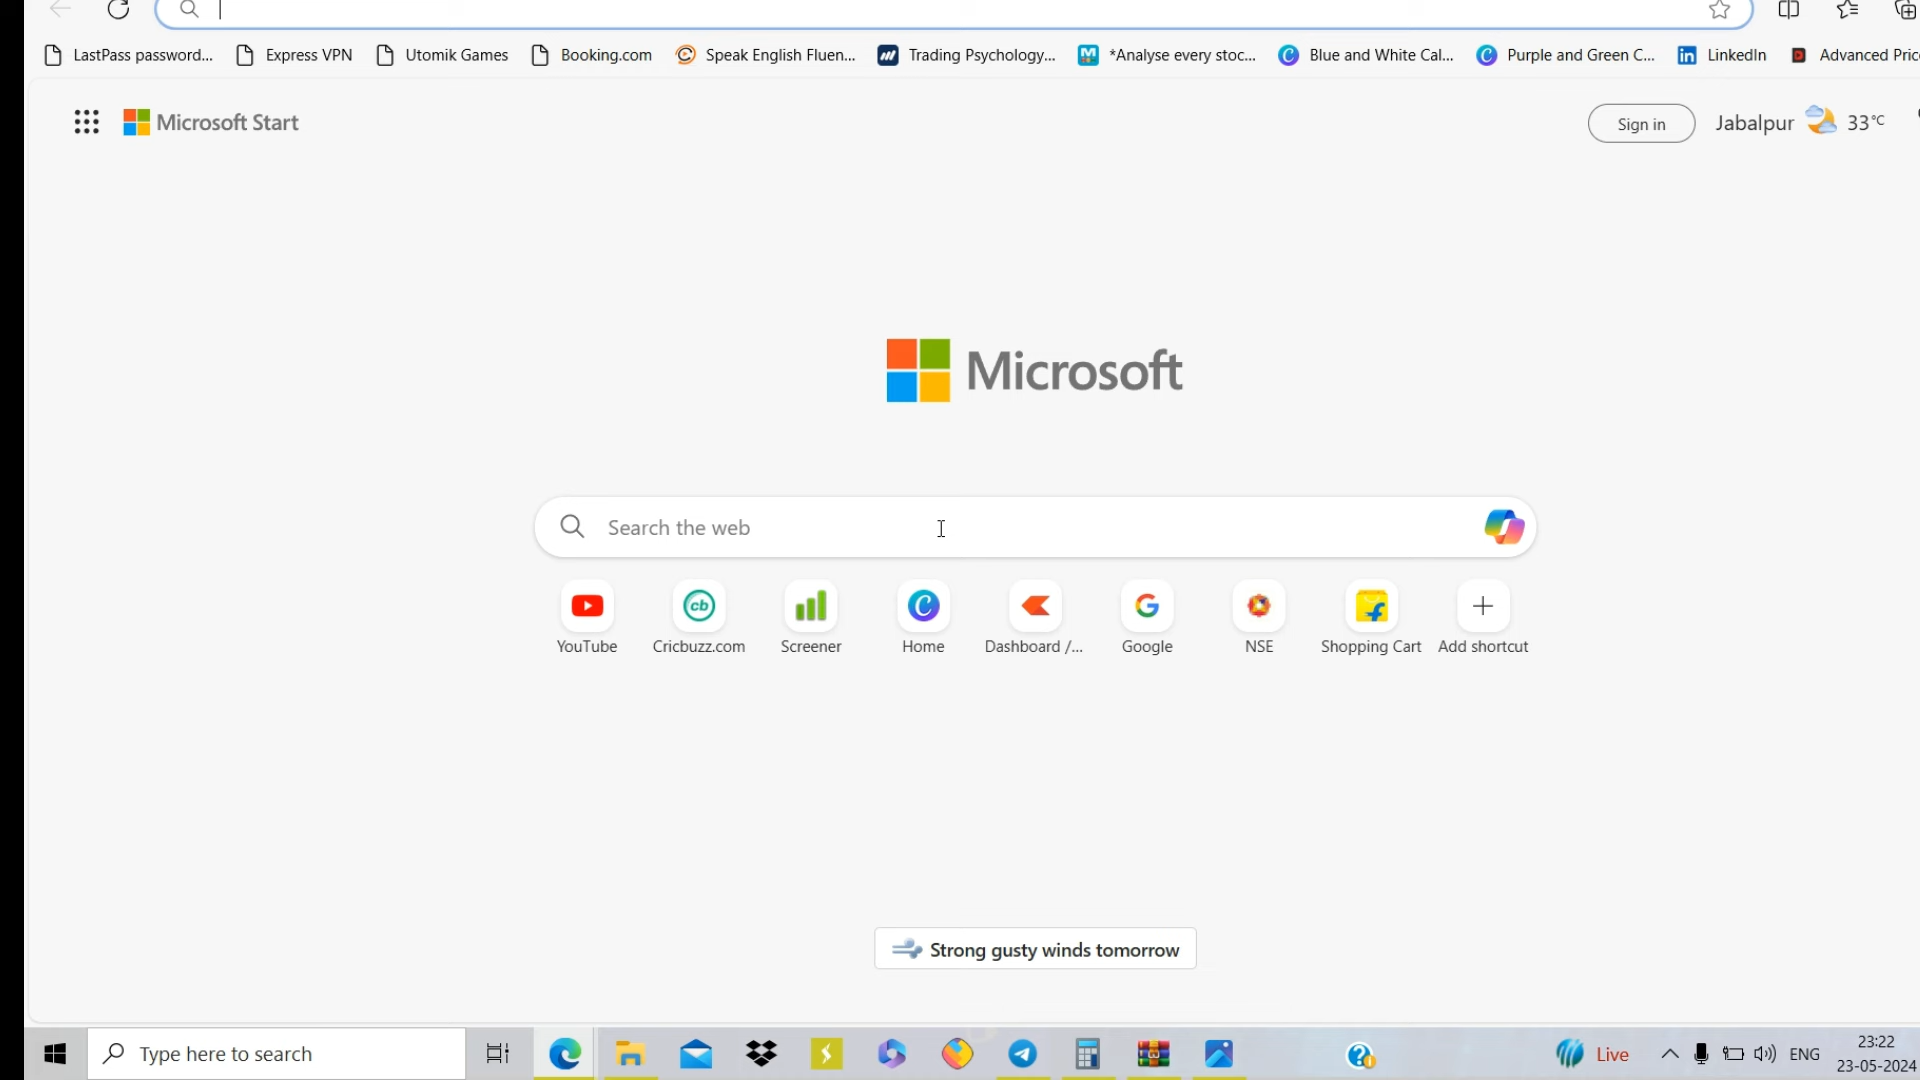 LastPass password... Express VPN Utomik Games Booking.com Speak English Fluen... Trading Psychology... *Analyse every stoc... Blue and White Cal... Purple and Green C... LinkedIn Advanced Pric
Microsoft Start
Sign in Jabalpur 33°C
Microsoft
Search the web
YouTube Cricbuzz.com Screener Home Dashboard /... Google NSE Shopping Cart Add shortcut
Strong gusty winds tomorrow
Type here to search Live ENG 23:22
23-05-2024